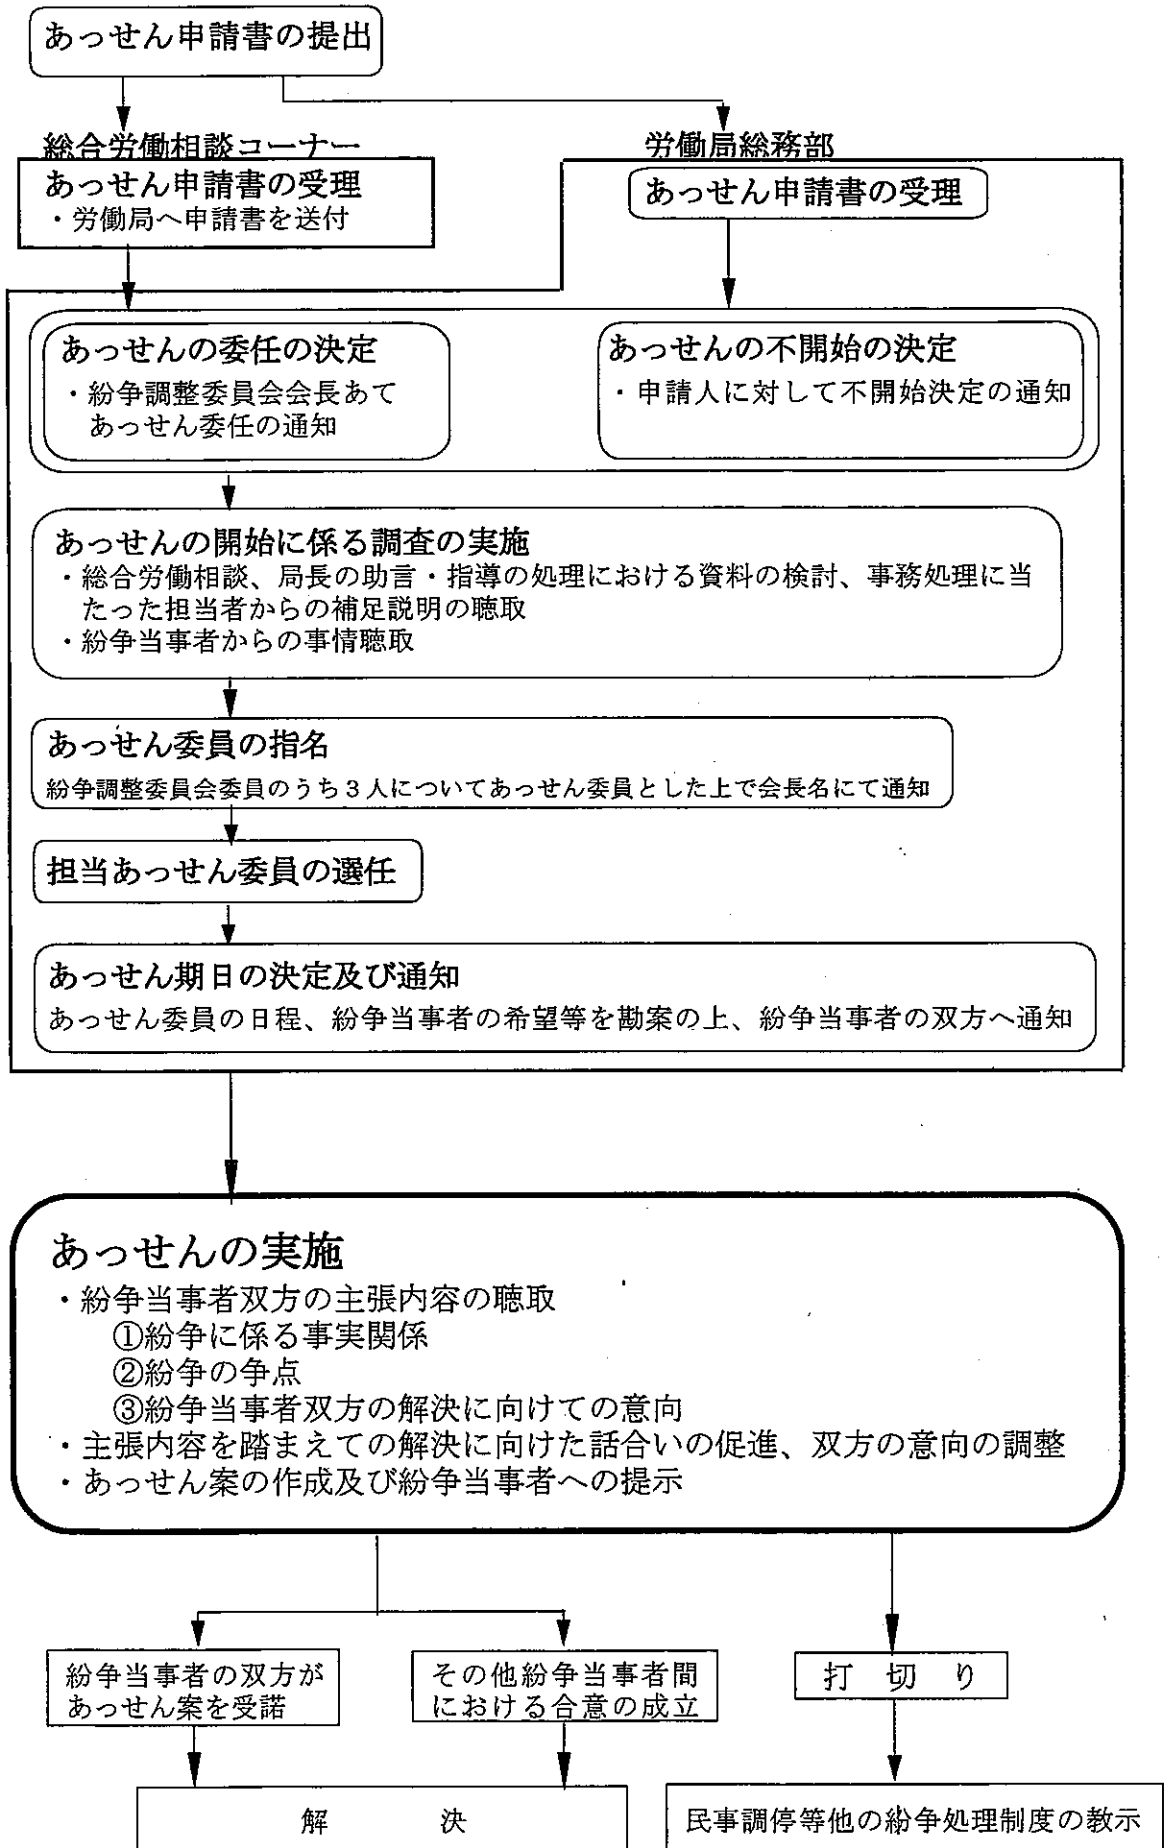 あっせん申請書の提出
総合労働相談コーナー
あっせん申請書の受理
・労働局へ申請書を送付
労働局総務部
あっせん申請書の受理
あっせんの委任の決定
・紛争調整委員会会長あて
あっせん委任の通知
あっせんの不開始の決定
・申請人に対して不開始決定の通知
あっせんの開始に係る調査の実施
・総合労働相談、局長の助言・指導の処理における資料の検討、事務処理に当
たった担当者からの補足説明の聴取
・紛争当事者からの事情聴取
あっせん委員の指名
紛争調整委員会委員のうち3人についてあっせん委員とした上で会長名にて通知
担当あっせん委員の選任
あっせん期日の決定及び通知
あっせん委員の日程、紛争当事者の希望等を勘案の上、紛争当事者の双方へ通知
あっせんの実施
・紛争当事者双方の主張内容の聴取
①紛争に係る事実関係
②紛争の争点
③紛争当事者双方の解決に向けての意向
・主張内容を踏まえての解決に向けた話合いの促進、双方の意向の調整
・あっせん案の作成及び紛争当事者への提示
紛争当事者の双方が
あっせん案を受諾
その他紛争当事者間
における合意の成立
打切り
解決
民事調停等他の紛争処理制度の教示